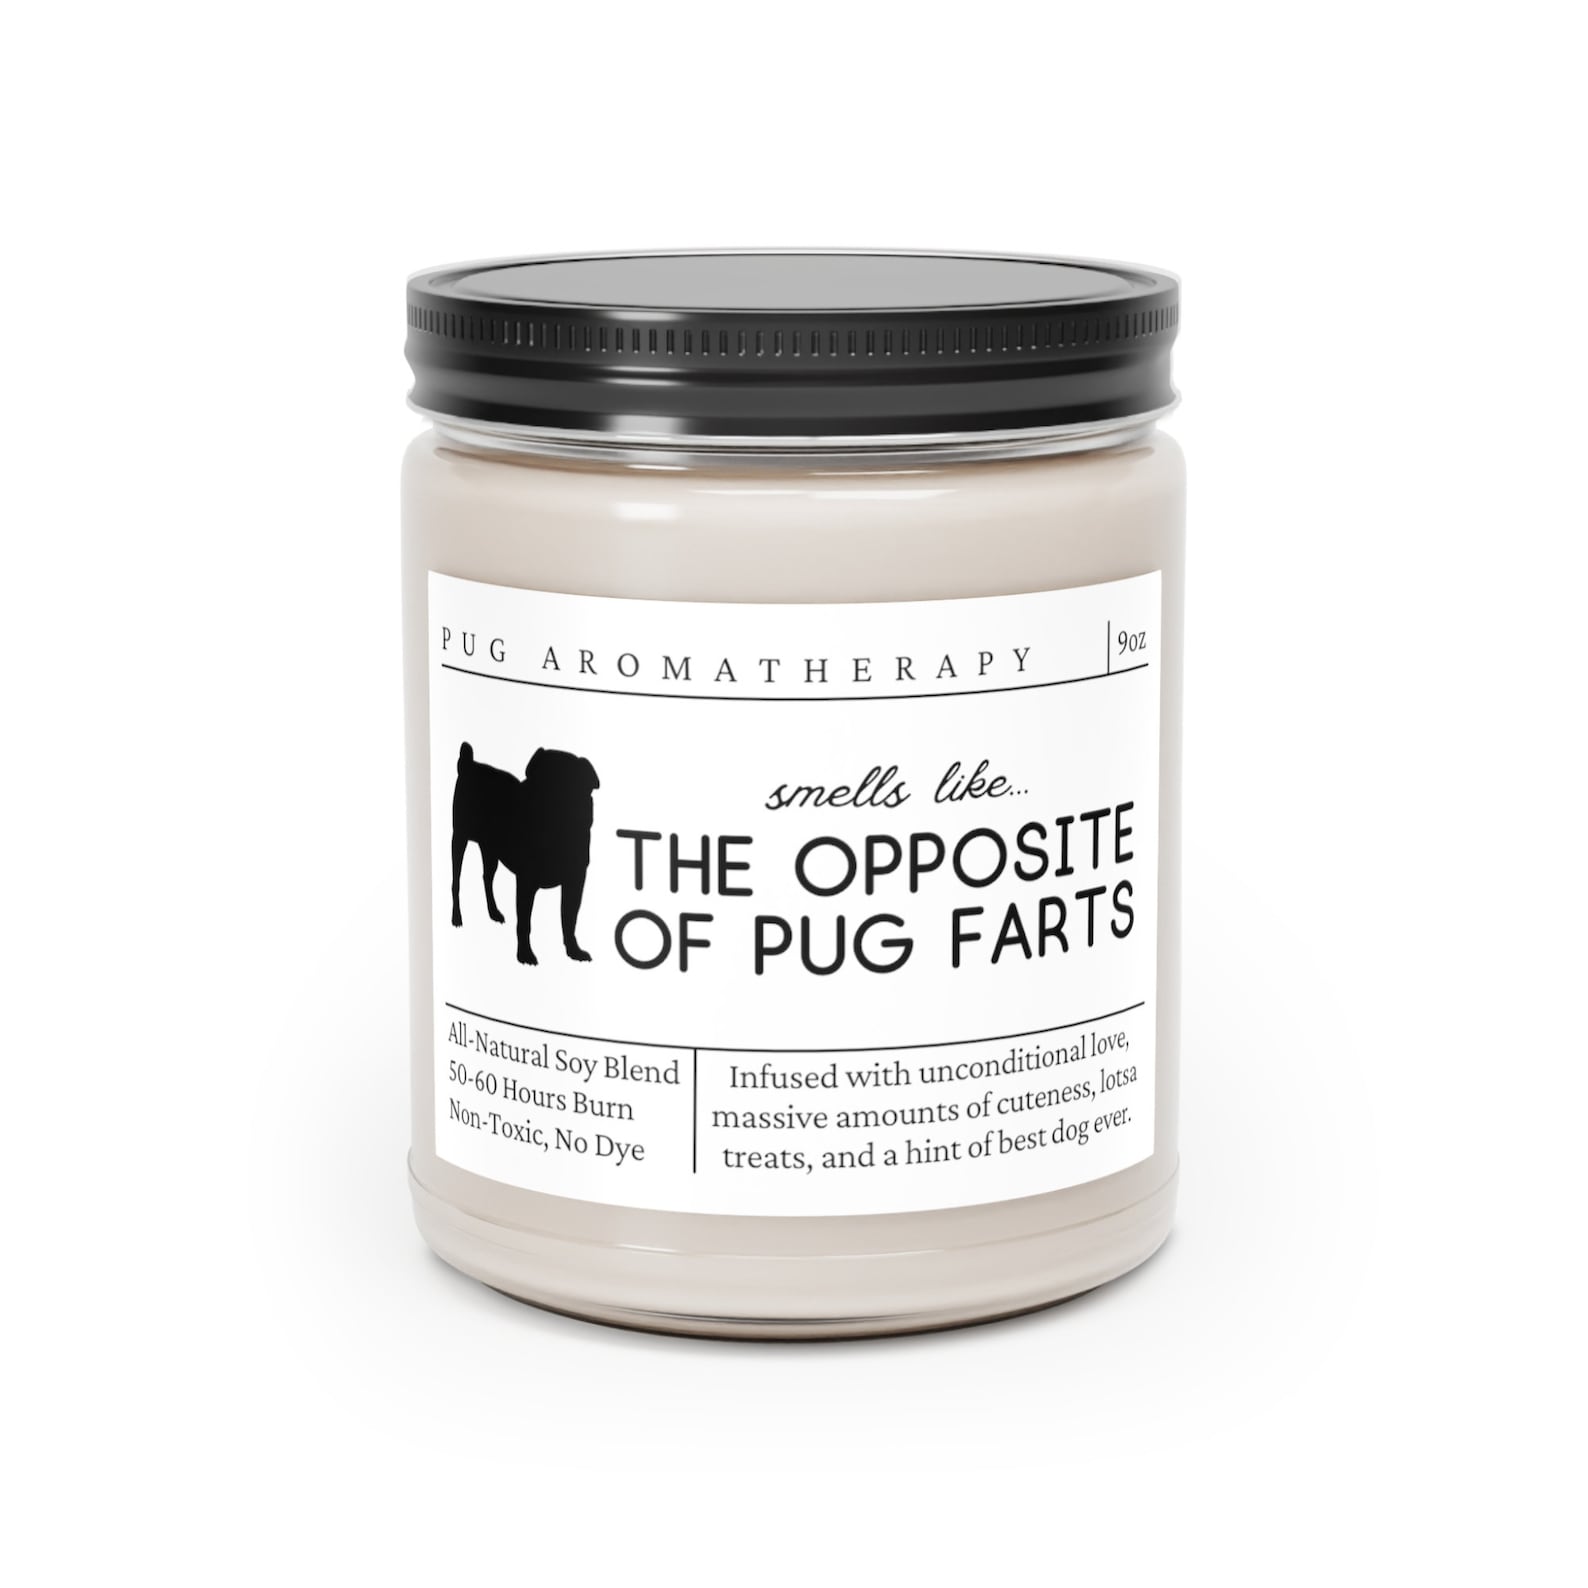 PUG AROMATHERAPY
9oz
smells like...
THE OPPOSITE
OF PUG FARTS
All-Natural Soy Blend
50-60 Hours Burn
Non-Toxic, No Dye
Infused with unconditional love,
massive amounts of cuteness, lotsa
treats, and a hint of best dog ever.